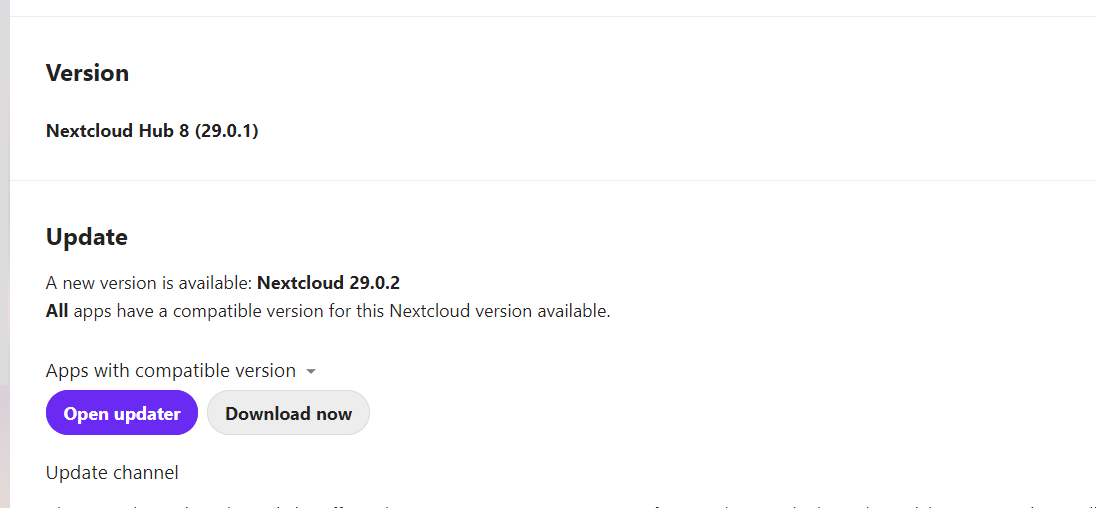 Version
Nextcloud Hub 8 (29.0.1)
Update
A new version is available: Nextcloud 29.0.2
All apps have a compatible version for this Nextcloud version available.
Apps with compatible version
Open updater Download now
Update channel